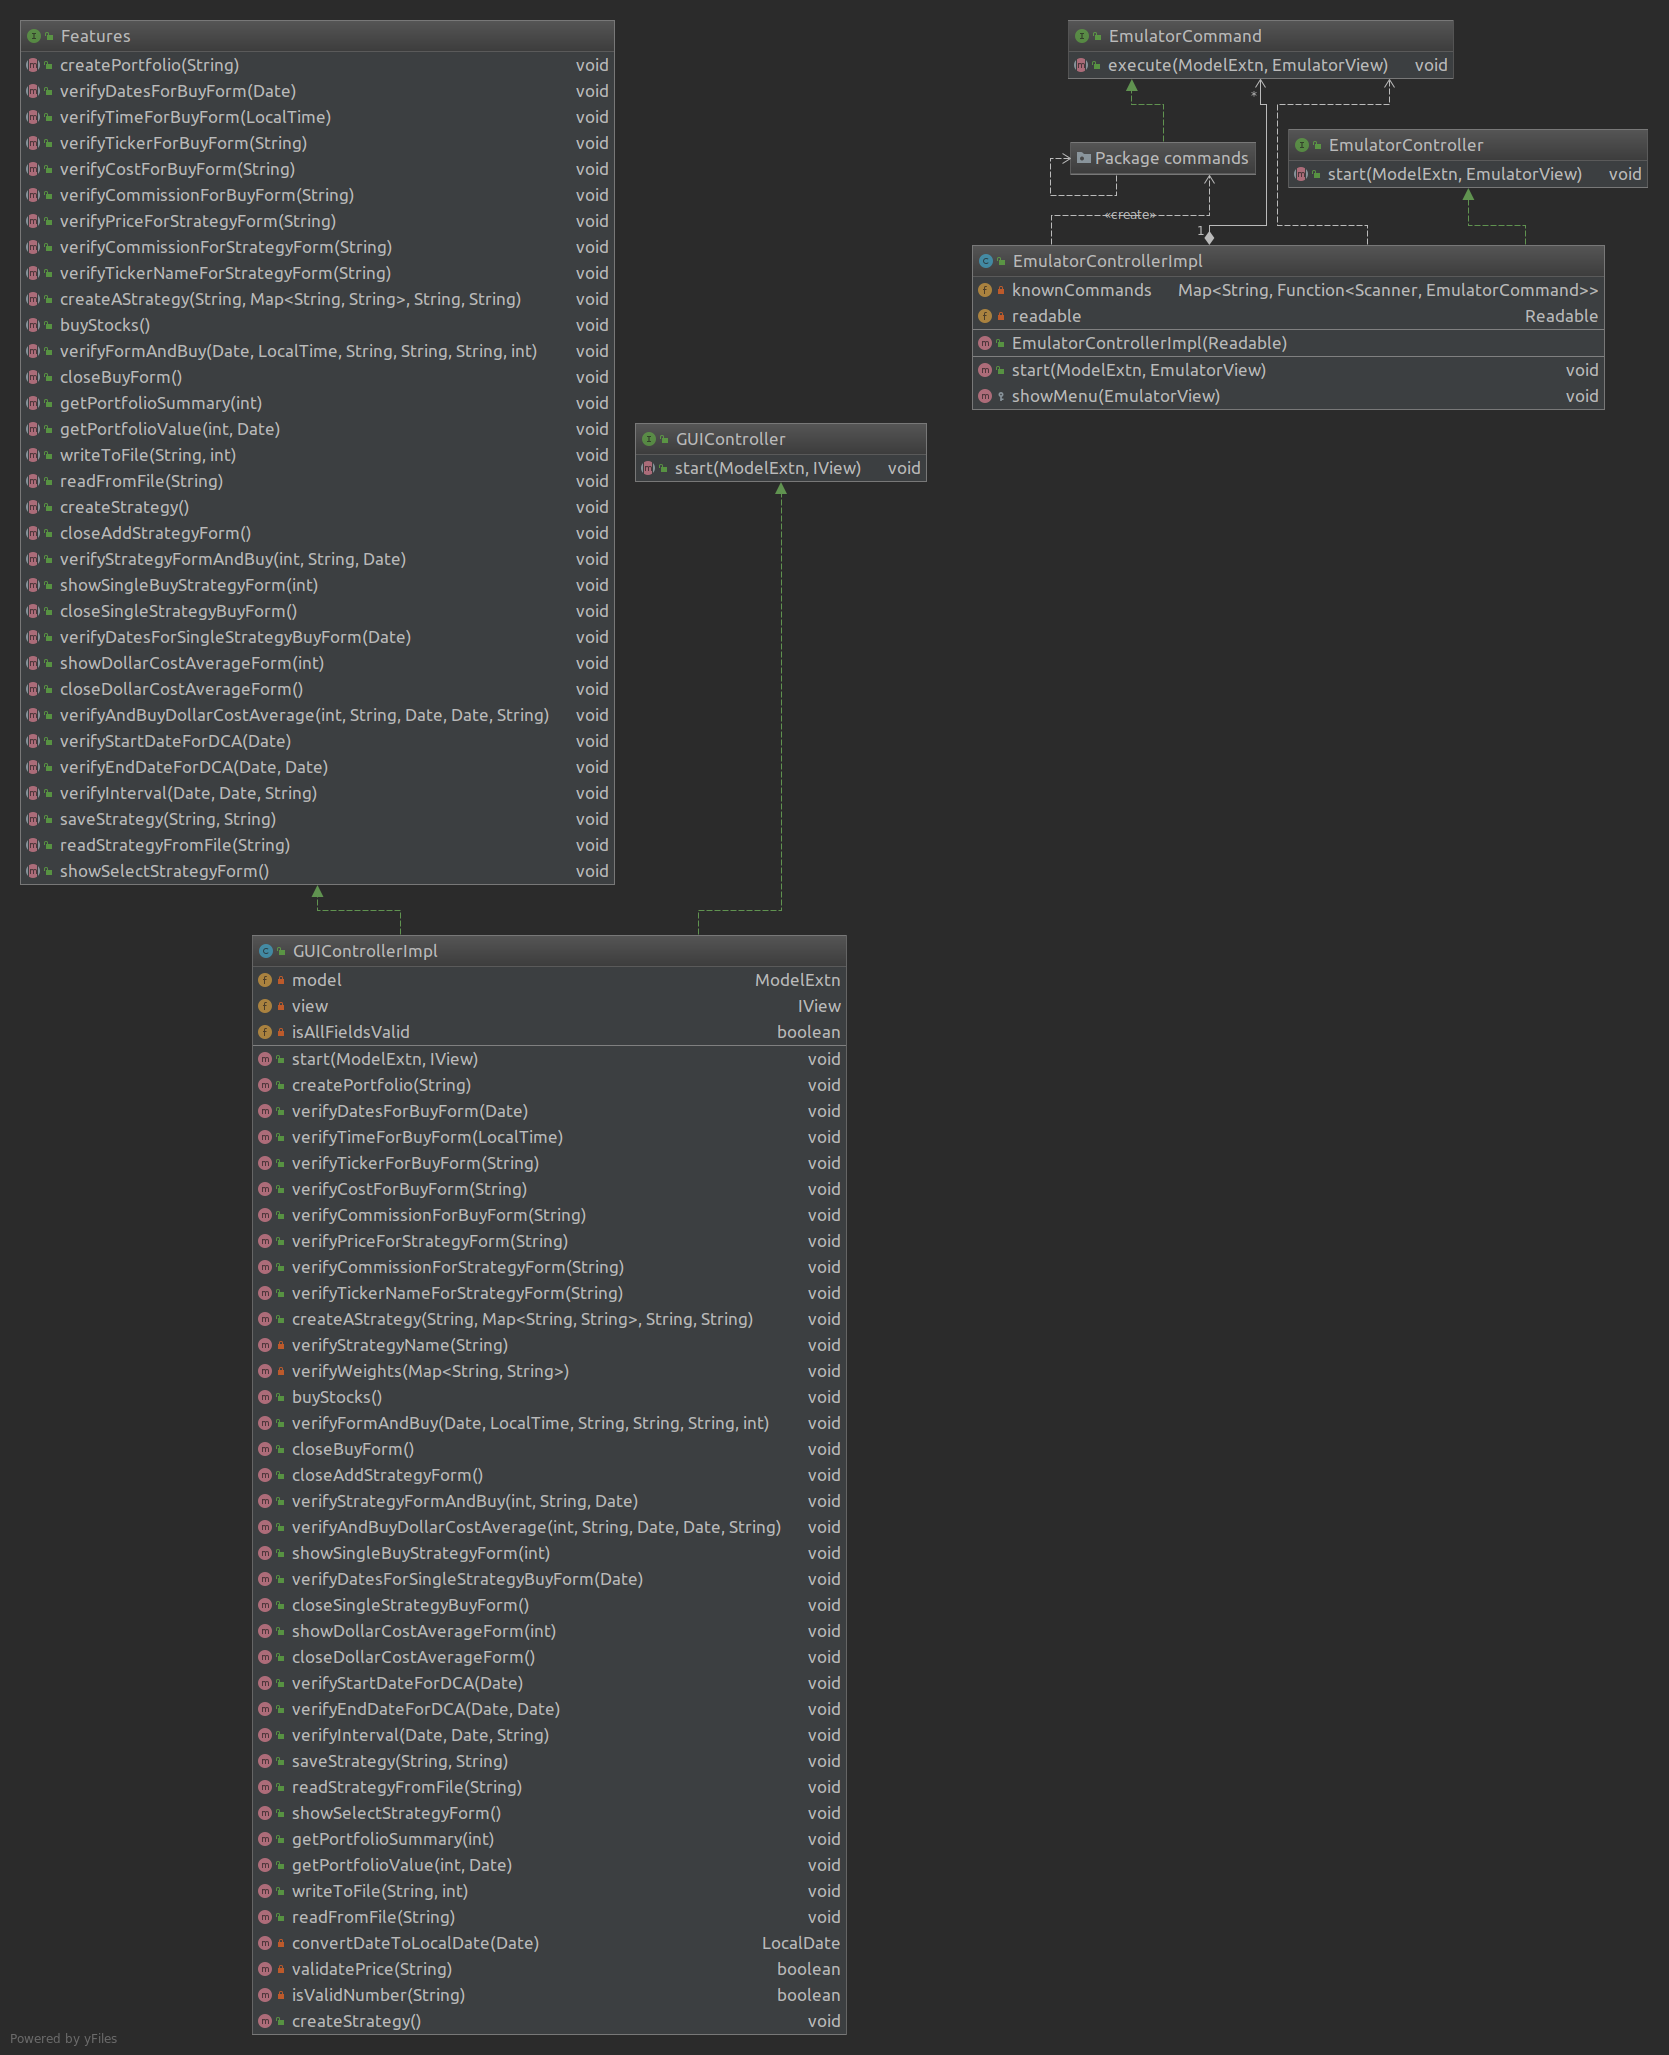 Features
createPortfolio(String) void
verifyDatesForBuyForm(Date) void
verifyTimeForBuyForm(LocalTime) void
verifyTickerForBuyForm(String) void
verifyCostForBuyForm(String) void
verifyCommissionForBuyForm(String) void
verifyPriceForStrategyForm(String) void
verifyCommissionForStrategyForm(String) void
verifyTickerNameForStrategyForm(String) void
createAStrategy(String, Map<String, String>, String, String) void
buyStocks() void
verifyFormAndBuy(Date, LocalTime, String, String, String, int) void
closeBuyForm() void
getPortfolioSummary(int) void
getPortfolioValue(int, Date) void
writeToFile(String, int) void
readFromFile(String) void
createStrategy() void
closeAddStrategyForm() void
verifyStrategyFormAndBuy(int, String, Date) void
showSingleBuyStrategyForm(int) void
closeSingleStrategyBuyForm() void
verifyDatesForSingleStrategyBuyForm(Date) void
showDollarCostAverageForm(int) void
closeDollarCostAverageForm() void
verifyAndBuyDollarCostAverage(int, String, Date, Date, String) void
verifyStartDateForDCA(Date) void
verifyEndDateForDCA(Date, Date) void
verifyInterval(Date, Date, String) void
saveStrategy(String, String) void
readStrategyFromFile(String) void
showSelectStrategyForm() void
EmulatorCommand
execute(ModelExtn, EmulatorView) void
*
Package commands
EmulatorController
start(ModelExtn, EmulatorView) void
«create»
1
EmulatorControllerImpl
knownCommands Map<String, Function<Scanner, EmulatorCommand>>
readable Readable
EmulatorControllerImpl(Readable)
start(ModelExtn, EmulatorView) void
showMenu(EmulatorView) void
GUIController
start(ModelExtn, IView) void
GUIControllerImpl
model ModelExtn
view IView
isAllFieldsValid boolean
start(ModelExtn, IView) void
createPortfolio(String) void
verifyDatesForBuyForm(Date) void
verifyTimeForBuyForm(LocalTime) void
verifyTickerForBuyForm(String) void
verifyCostForBuyForm(String) void
verifyCommissionForBuyForm(String) void
verifyPriceForStrategyForm(String) void
verifyCommissionForStrategyForm(String) void
verifyTickerNameForStrategyForm(String) void
createAStrategy(String, Map<String, String>, String, String) void
verifyStrategyName(String) void
verifyWeights(Map<String, String>) void
buyStocks() void
verifyFormAndBuy(Date, LocalTime, String, String, String, int) void
closeBuyForm() void
closeAddStrategyForm() void
verifyStrategyFormAndBuy(int, String, Date) void
verifyAndBuyDollarCostAverage(int, String, Date, Date, String) void
showSingleBuyStrategyForm(int) void
verifyDatesForSingleStrategyBuyForm(Date) void
closeSingleStrategyBuyForm() void
showDollarCostAverageForm(int) void
closeDollarCostAverageForm() void
verifyStartDateForDCA(Date) void
verifyEndDateForDCA(Date, Date) void
verifyInterval(Date, Date, String) void
saveStrategy(String, String) void
readStrategyFromFile(String) void
showSelectStrategyForm() void
getPortfolioSummary(int) void
getPortfolioValue(int, Date) void
writeToFile(String, int) void
readFromFile(String) void
convertDateToLocalDate(Date) LocalDate
validatePrice(String) boolean
isValidNumber(String) boolean
createStrategy() void
Powered by yFiles